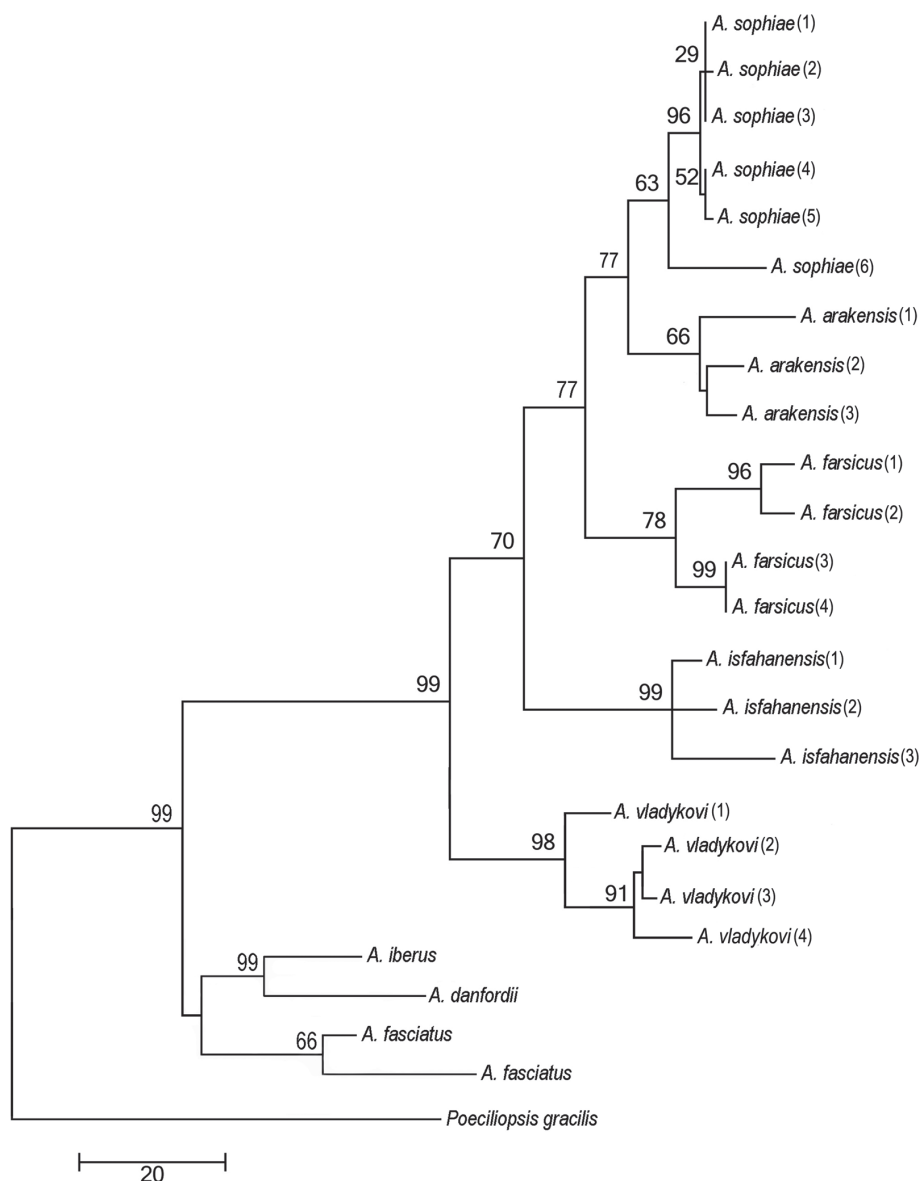 A. sophiae (1)
29
A. sophiae (2)
96
A. sophiae (3)
52
A. sophiae (4)
63
A. sophiae (5)
77
A. sophiae (6)
A. arakensis (1)
66
A. arakensis (2)
77
A. arakensis (3)
A. farsicus (1)
96
A. farsicus (2)
78
70
A. farsicus (3)
99
A. farsicus (4)
A. isfahanensis (1)
99
99
A. isfahanensis (2)
A. isfahanensis (3)
99
A. vladykovi (1)
98
A. vladykovi (2)
91
A. vladykovi (3)
A. vladykovi (4)
A. iberus
99
A. danfordii
A. fasciatus
66
A. fasciatus
Poeciliopsis gracilis
20